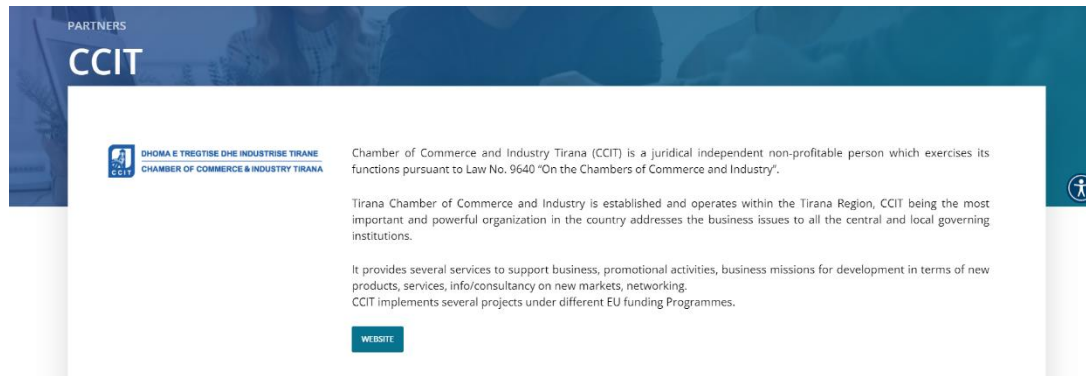 PARTNERS
CCIT
CCIT
DHOMA E TREGTISE DHE INDUSTRISE TIRANE
CHAMBER OF COMMERCE & INDUSTRY TIRANA
Chamber of Commerce and Industry Tirana (CCIT) is a juridical independent non-profitable person which exercises its
functions pursuant to Law No. 9640 “On the Chambers of Commerce and Industry”.
Tirana Chamber of Commerce and Industry is established and operates within the Tirana Region, CCIT being the most
important and powerful organization in the country addresses the business issues to all the central and local governing
institutions.
It provides several services to support business, promotional activities, business missions for development in terms of new
products, services, info/consultancy on new markets, networking.
CCIT implements several projects under different EU funding Programmes.
WEBSITE